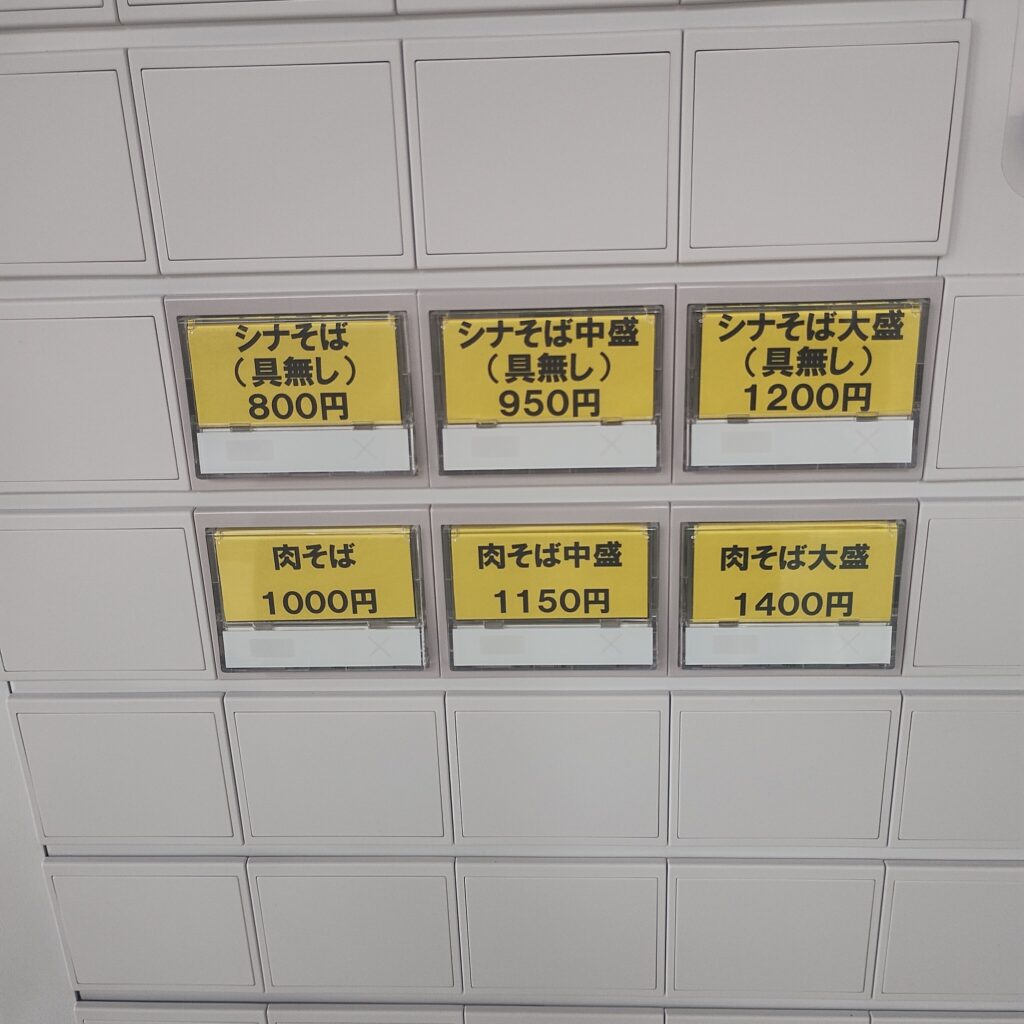 シナそば
（具無し）
800円
シナそば中盛
（具無し）
950円
シナそば大盛
（具無し）
1200円
肉そば
1000円
肉そば中盛
1150円
肉そば大盛
1400円